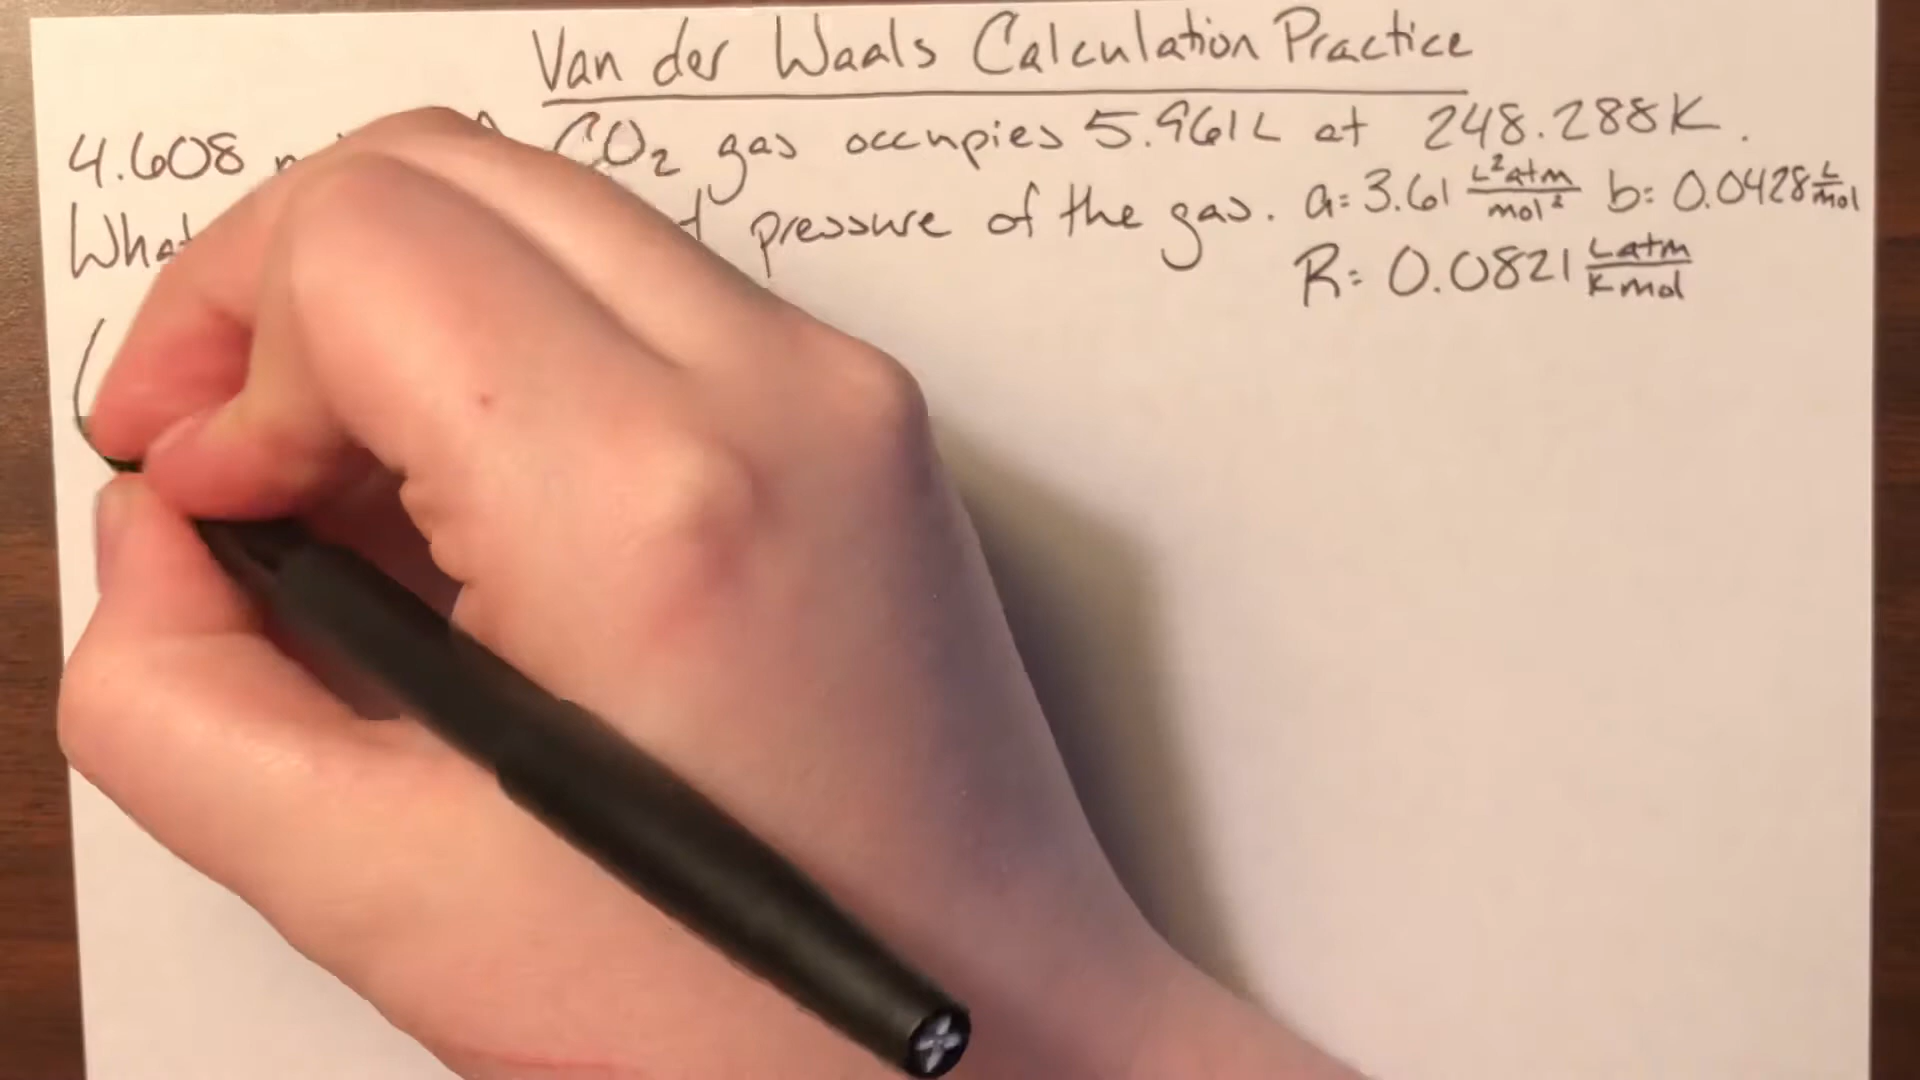 Van der Waals Calculation Practice
4.608 CO₂ gas occupies 5.961L at 248.288K.
What pressure of the gas. a= 3.61 L²atm/mol² b= 0.0428 L/mol
R= 0.0821 Latm/Kmol
(